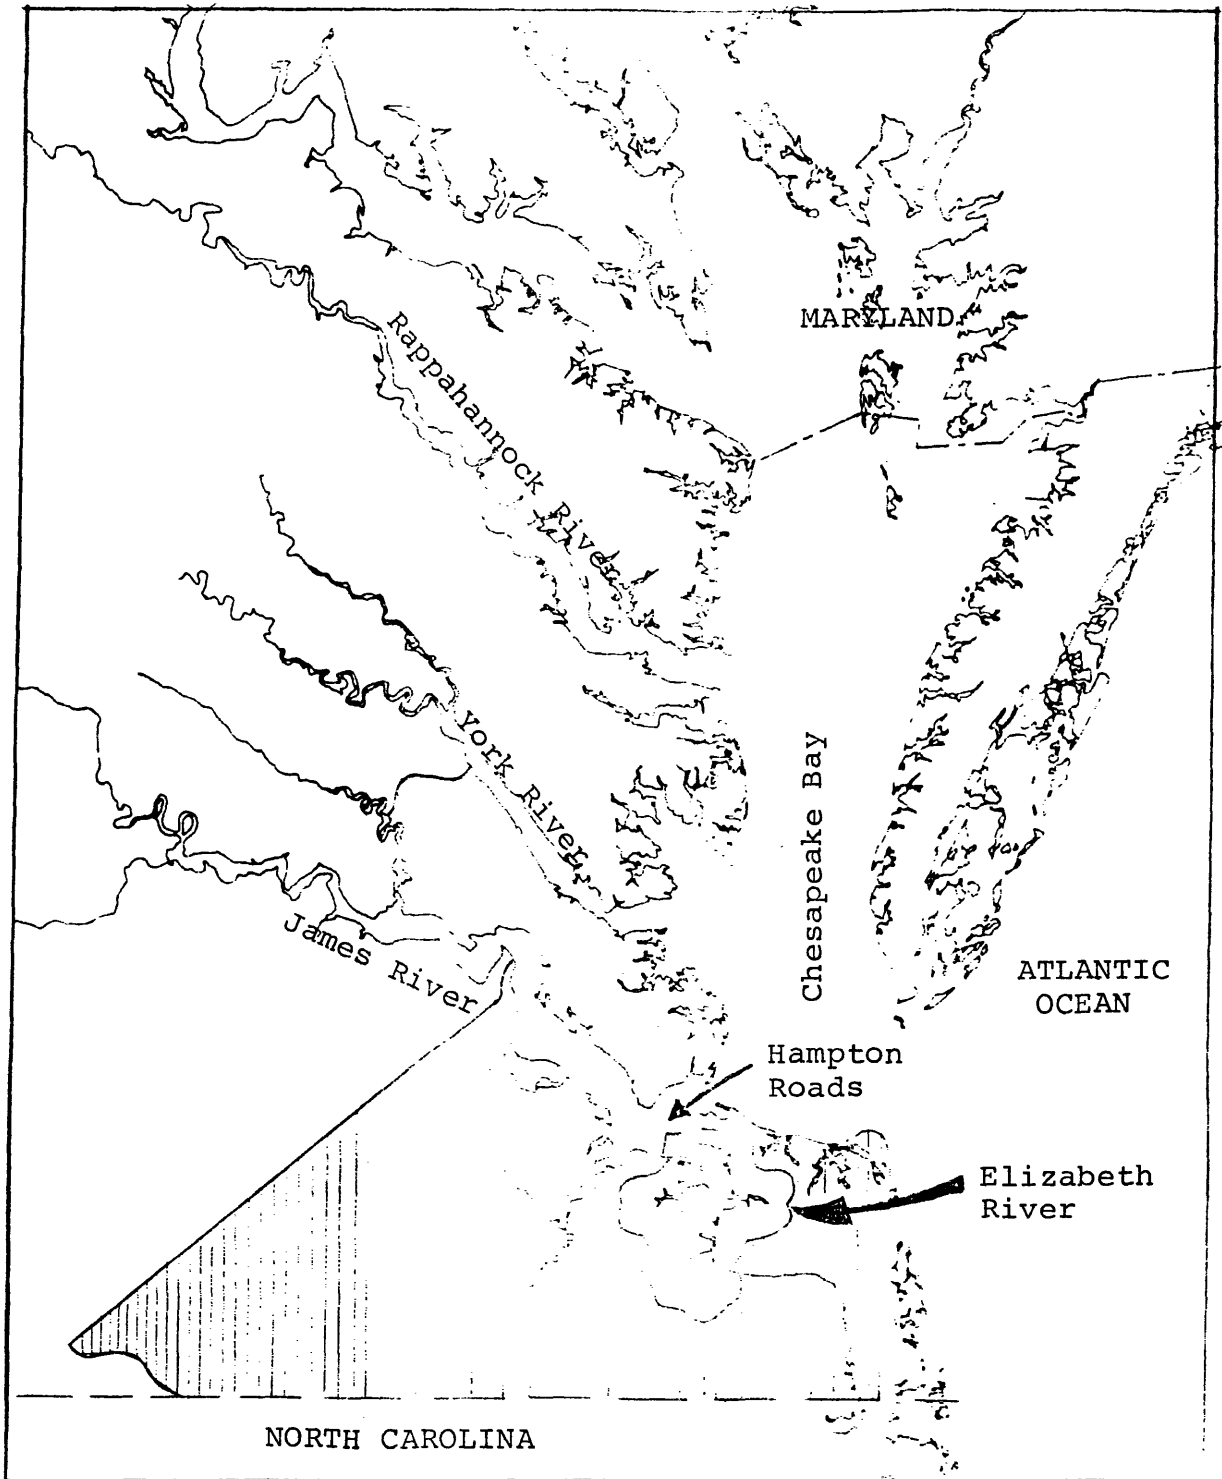 MARYLAND
Rappahannock River
York River
Chesapeake Bay
James River
ATLANTIC
OCEAN
Hampton
Roads
Elizabeth
River
NORTH CAROLINA